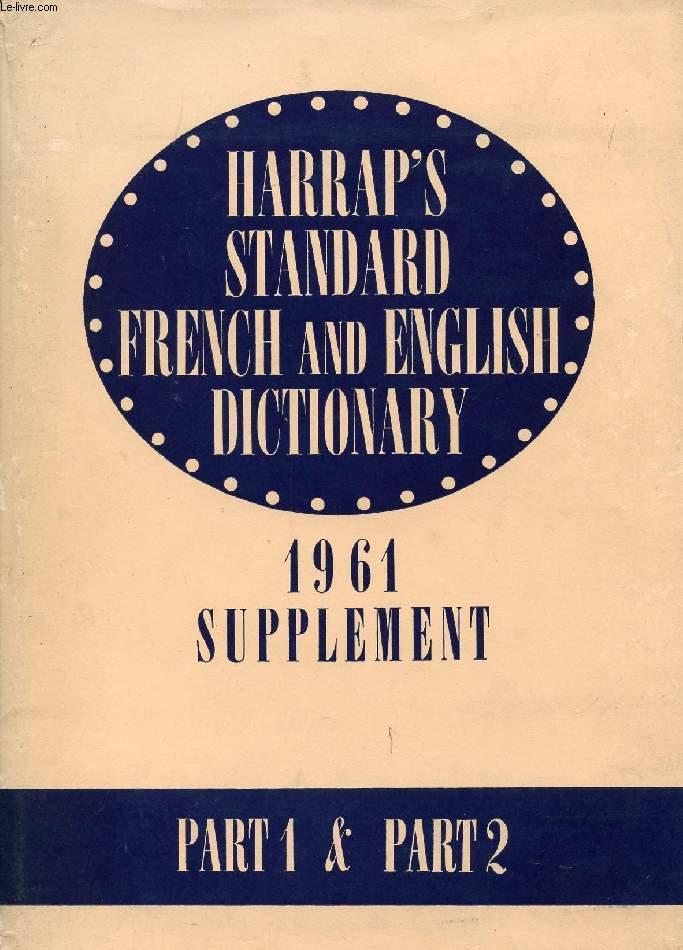 Le-livre.com
HARRAP'S
STANDARD
FRENCH AND ENGLISH
DICTIONARY
1961
SUPPLEMENT
PART 1 & PART 2